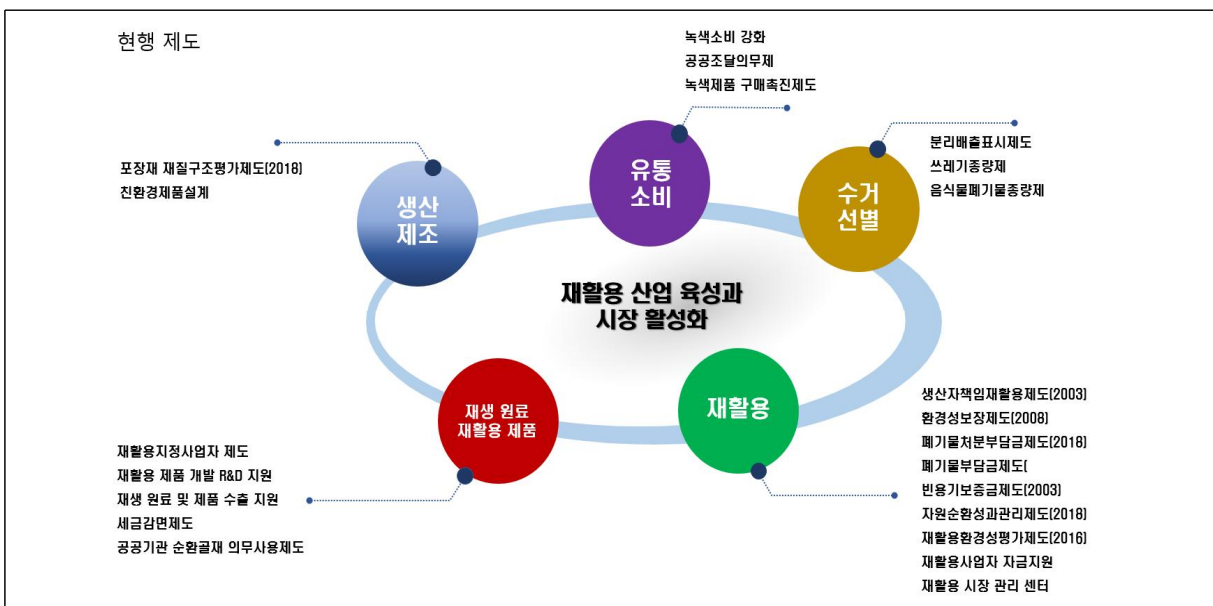 현행 제도
녹색소비 강화
공공조달의무제
녹색제품 구매촉진제도
포장재 재질구조평가제도(2018)
친환경제품설계
분리배출표시제도
쓰레기종량제
음식물폐기물종량제
생산
제조
유통
소비
수거
선별
재활용 산업 육성과
시장 활성화
재생 원료
재활용 제품
재활용
재활용지정사업자 제도
재활용 제품 개발 R&D 지원
재생 원료 및 제품 수출 지원
세금감면제도
공공기관 순환골재 의무사용제도
생산자책임재활용제도(2003)
환경성보장제도(2008)
폐기물처분부담금제도(2018)
폐기물부담금제도(
빈용기보증금제도(2003)
자원순환성과관리제도(2018)
재활용환경성평가제도(2016)
재활용사업자 자금지원
재활용 시장 관리 센터